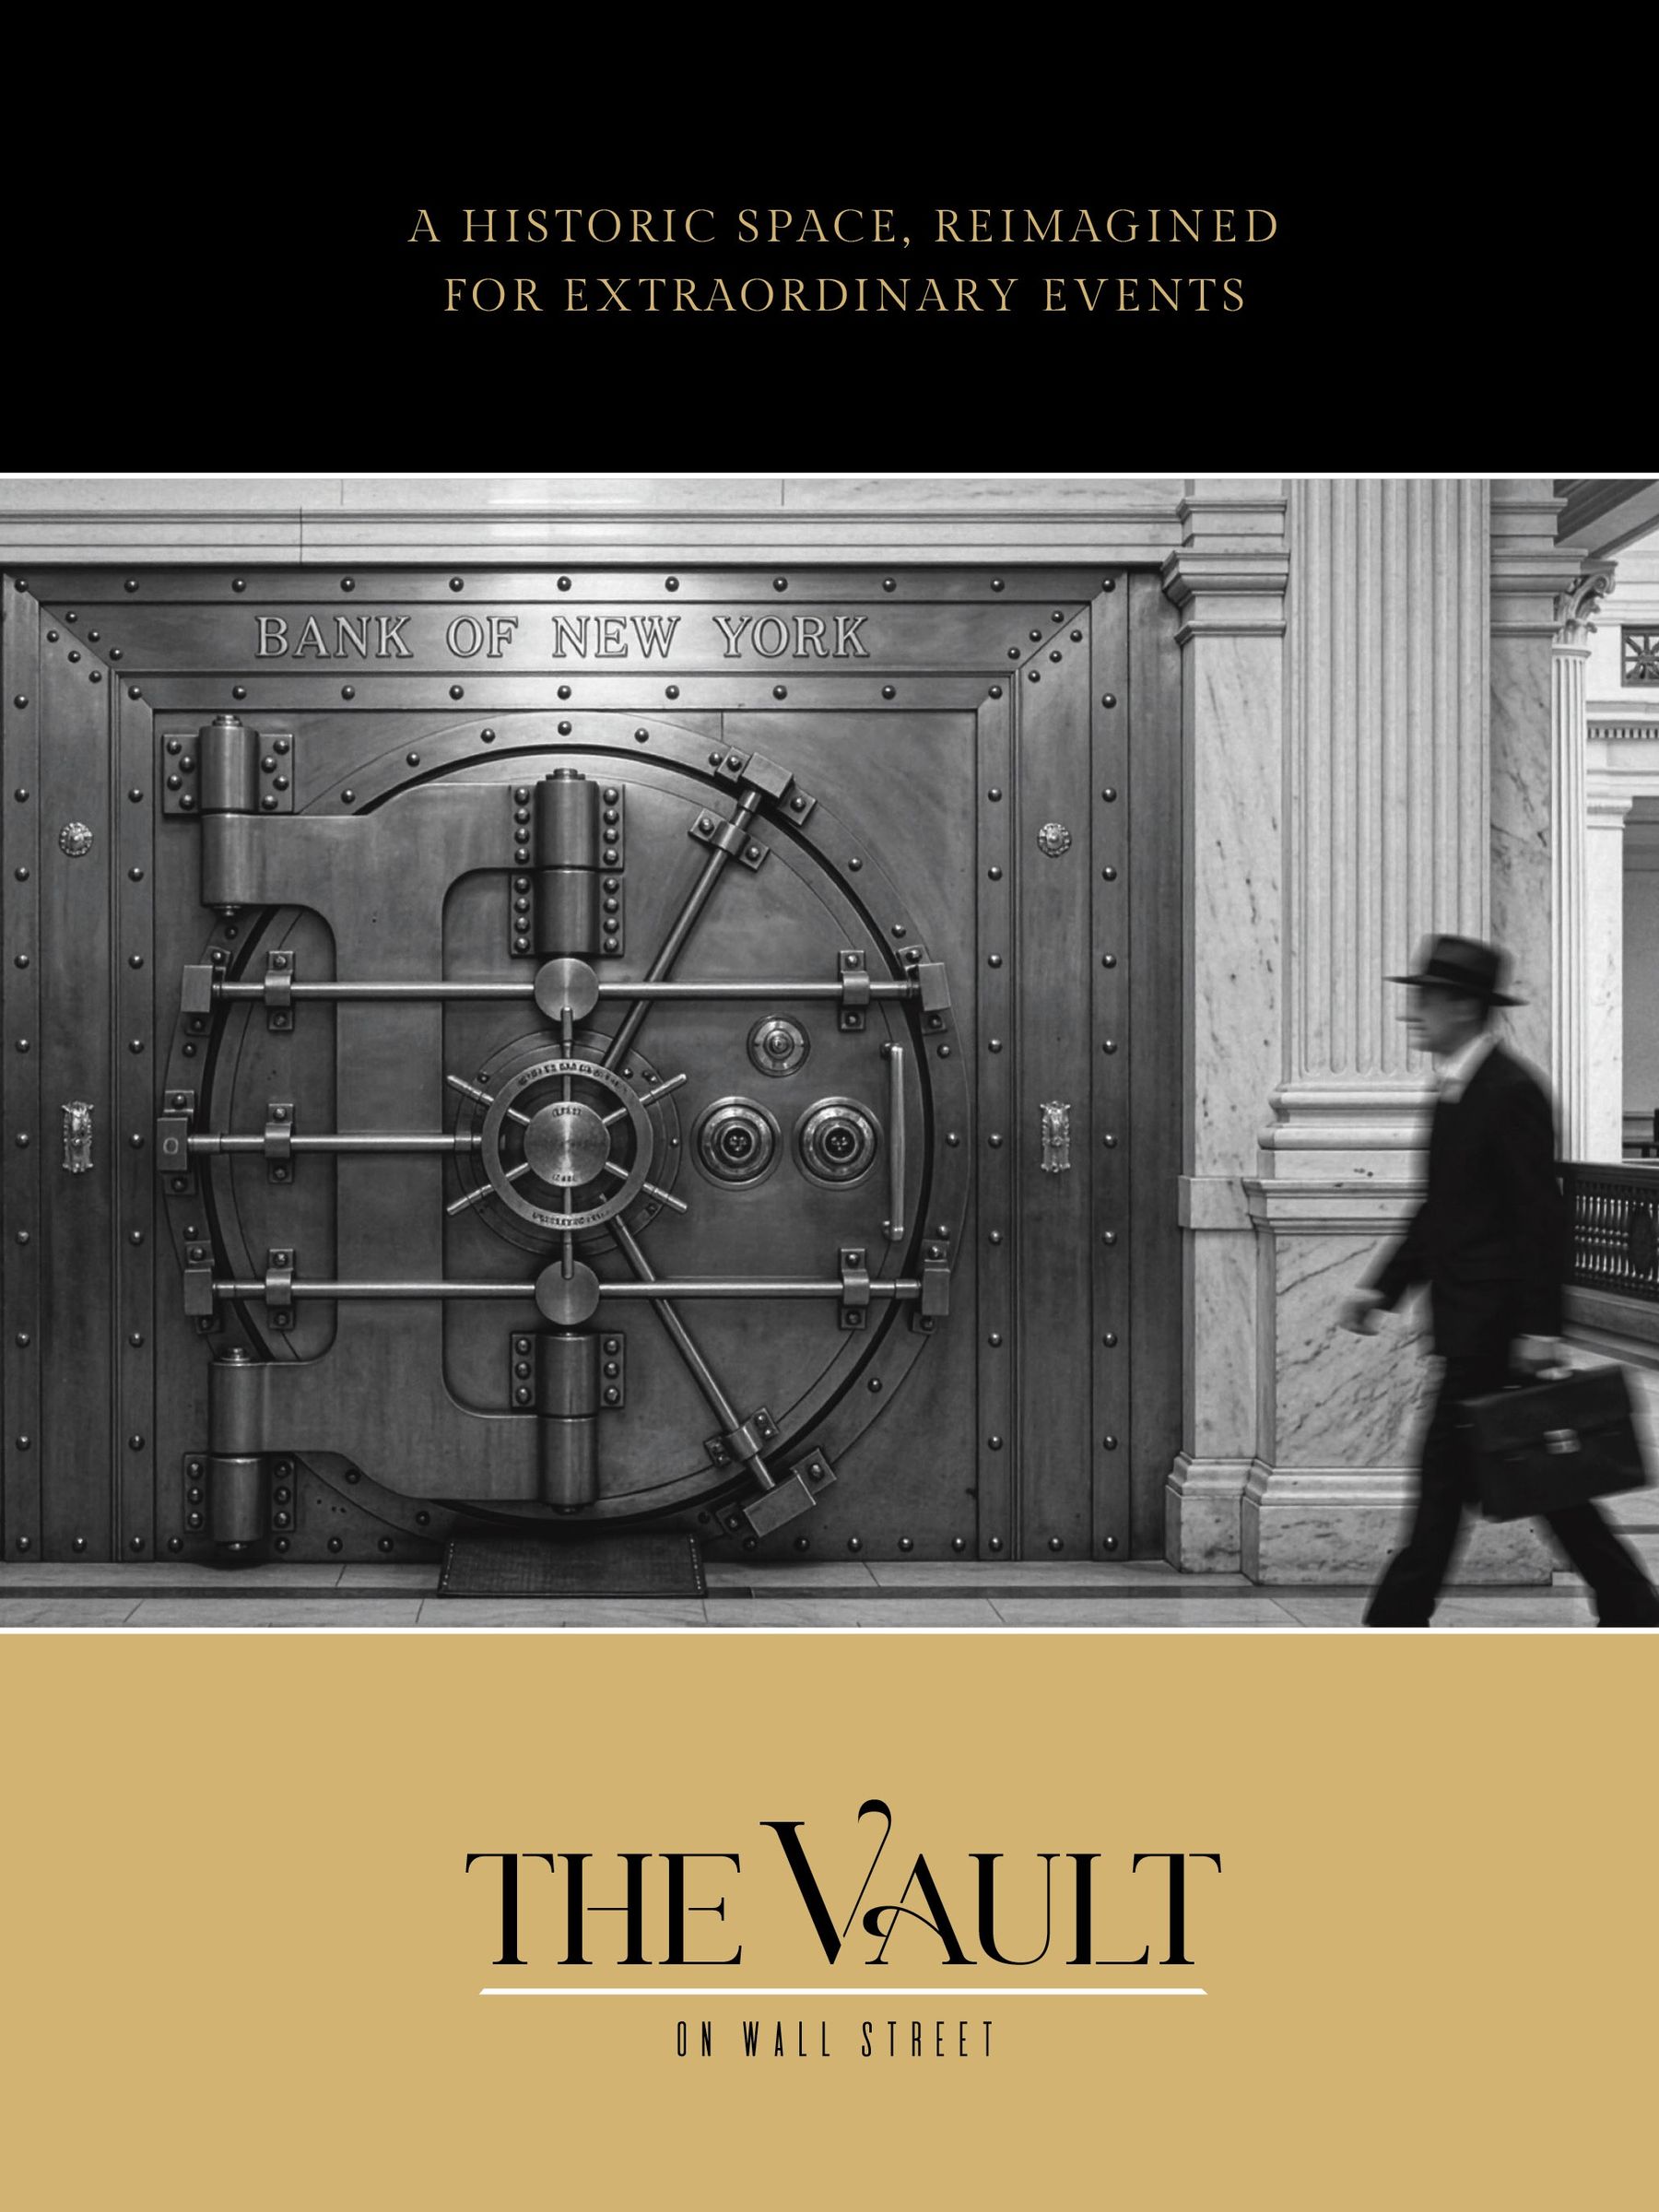 A HISTORIC SPACE, REIMAGINED
FOR EXTRAORDINARY EVENTS
BANK OF NEW YORK
THE VAULT
ON WALL STREET